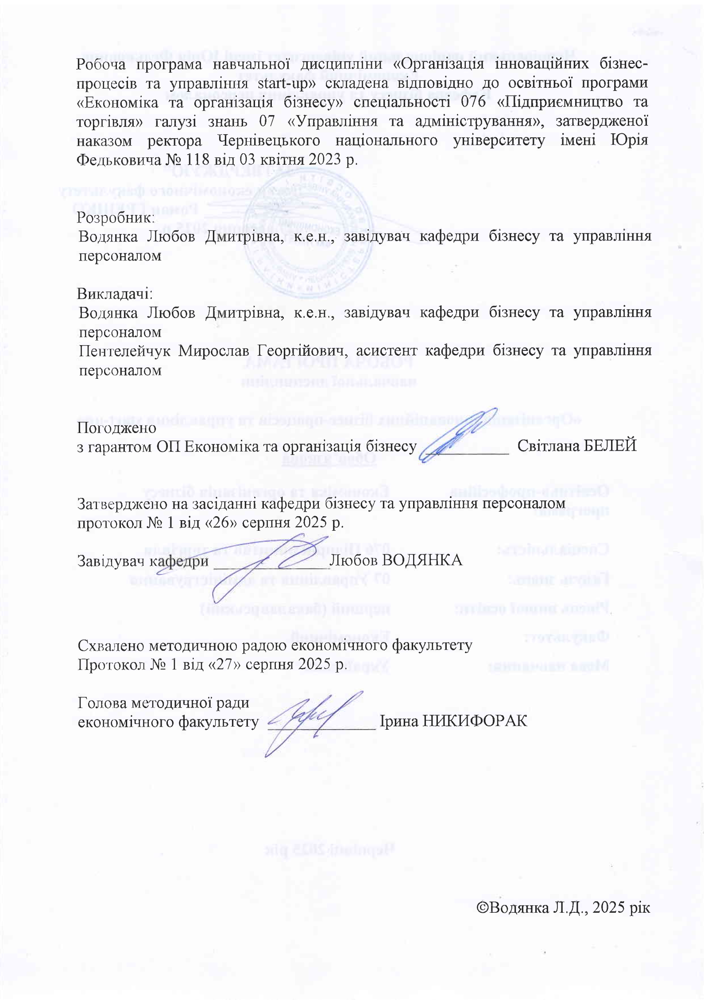 Робоча програма навчальної дисципліни «Організація інноваційних бізнес-
процесів та управління start-up» складена відповідно до освітньої програми
«Економіка та організація бізнесу» спеціальності 076 «Підприємництво та
торгівля» галузі знань 07 «Управління та адміністрування», затвердженої
наказом ректора Чернівецького національного університету імені Юрія
Федьковича № 118 від 03 квітня 2023 р.
Розробник:
Водянка Любов Дмитрівна, к.е.н., завідувач кафедри бізнесу та управління
персоналом
Викладачі:
Водянка Любов Дмитрівна, к.е.н., завідувач кафедри бізнесу та управління
персоналом
Пентелейчук Мирослав Георгійович, асистент кафедри бізнесу та управління
персоналом
Погоджено
з гарантом ОП Економіка та організація бізнесу __________ Світлана БЕЛЕЙ
Затверджено на засіданні кафедри бізнесу та управління персоналом
протокол № 1 від «26» серпня 2025 р.
Завідувач кафедри ______________Любов ВОДЯНКА
Схвалено методичною радою економічного факультету
Протокол № 1 від «27» серпня 2025 р.
Голова методичної ради
економічного факультету _____________ Ірина НИКИФОРАК
©Водянка Л.Д., 2025 рік